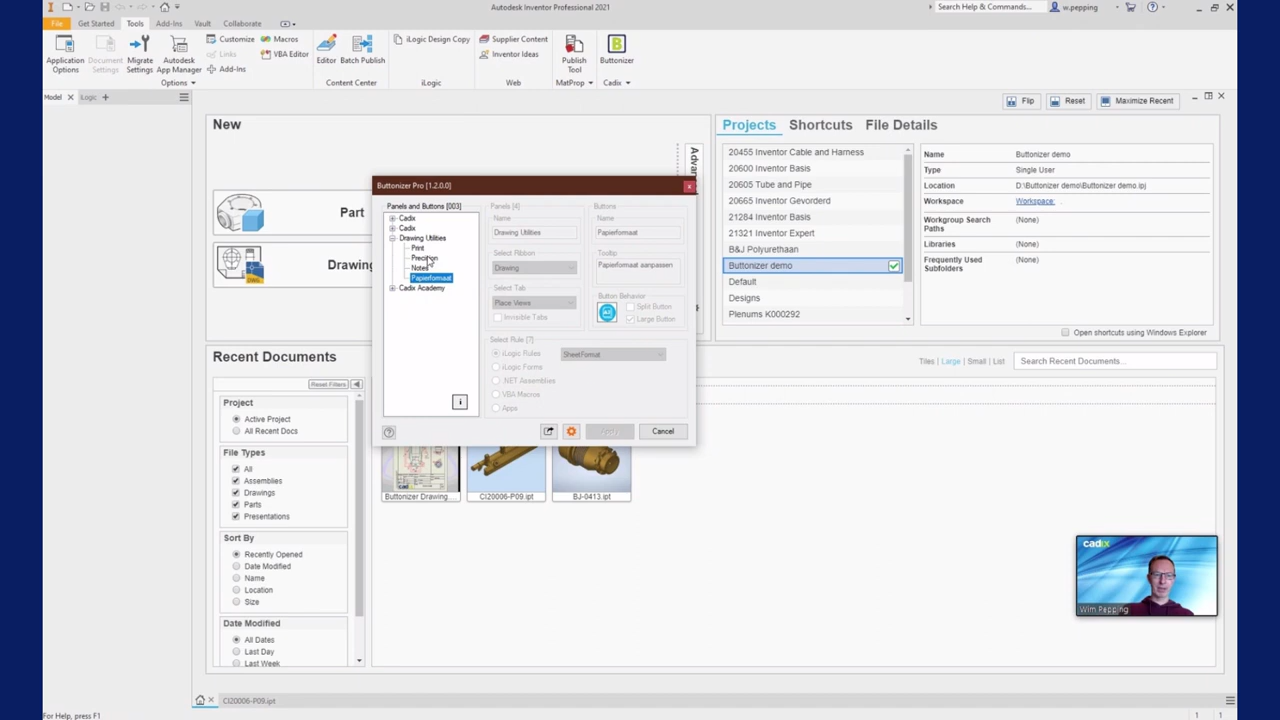 Autodesk Inventor Professional 2021
Search Help & Commands...
w.pepping
File
Get Started
Tools
Add-Ins
Vault
Collaborate
Application Options
Document Settings
Migrate Settings
Autodesk App Manager
Customize
Links
Add-Ins
Macros
VBA Editor
Options
Editor
Batch Publish
Content Center
iLogic Design Copy
iLogic
Supplier Content
Inventor Ideas
Web
Publish Tool
MatProp
Buttonizer
Cadix
Model
Logic
Flip
Reset
Maximize Recent
New
Part
Drawing
Projects
Shortcuts
File Details
20455 Inventor Cable and Harness
20600 Inventor Basis
20605 Tube and Pipe
20665 Inventor Gevorderd
21284 Inventor Basis
21321 Inventor Expert
B&J Polyurethaan
Buttonizer demo
Default
Designs
Plenums K000292
Name Buttonizer demo
Type Single User
Location D:\Buttonizer demo\Buttonizer demo.ipj
Workspace Workspace: .
Workgroup Search Paths (None)
Libraries (None)
Frequently Used Subfolders (None)
Open shortcuts using Windows Explorer
Buttonizer Pro [1.2.0.0]
Panels and Buttons [003]
Cadix
Cadix
Drawing Utilities
Print
Precision
Notes
Papierformaat
Cadix Academy
Panels [4]
Name
Drawing Utilities
Select Ribbon
Drawing
Select Tab
Place Views
Invisible Tabs
Buttons
Name
Papierformaat
Tooltip
Papierformaat aanpassen
Button Behavior
Split Button
Large Button
Select Rule [7]
iLogic Rules
SheetFormat
iLogic Forms
.NET Assemblies
VBA Macros
Apps
Apply
Cancel
Recent Documents
Tiles | Large | Small | List
Search Recent Documents...
Reset Filters
Project
Active Project
All Recent Docs
File Types
All
Assemblies
Drawings
Parts
Presentations
Sort By
Recently Opened
Date Modified
Name
Location
Size
Date Modified
All Dates
Last Day
Last Week
Buttonizer Drawing...
CI20006-P09.ipt
BJ-0413.ipt
cadix
Wim Pepping
CI20006-P09.ipt
For Help, press F1
1 1